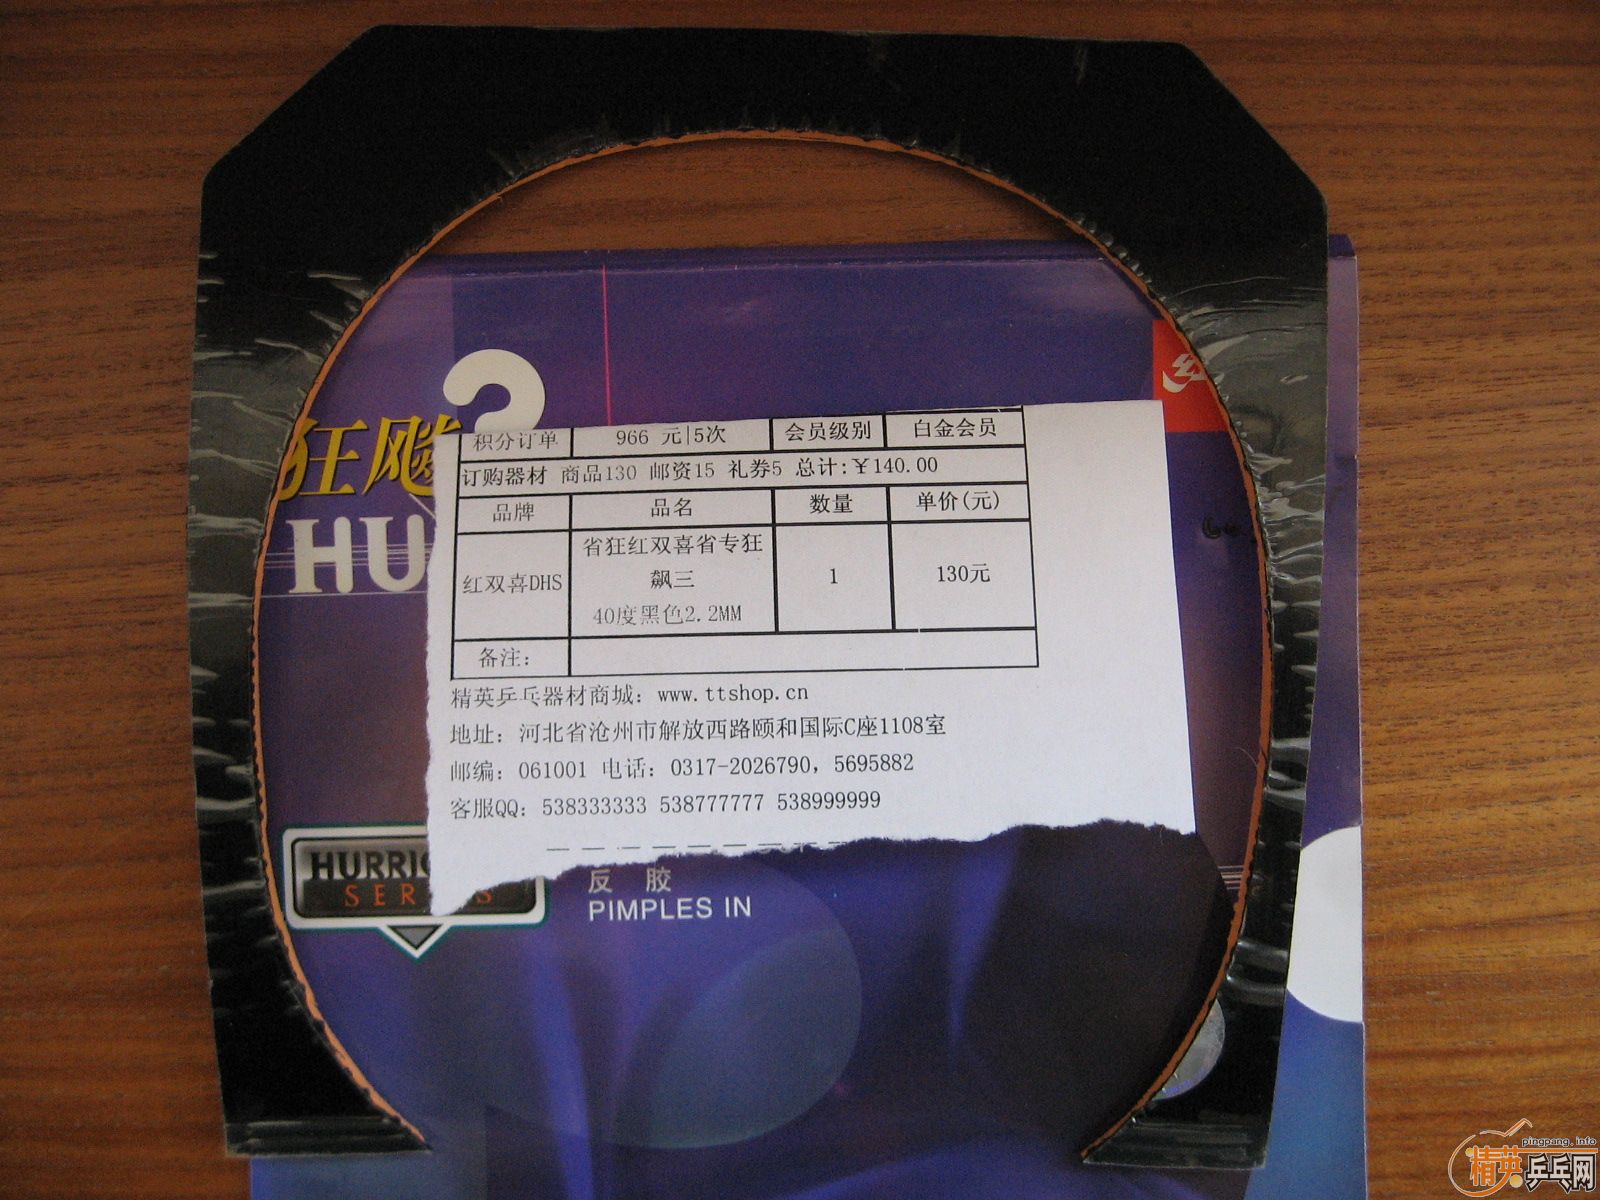 狂飚
3
HU
红
积分订单 966 元|5次 会员级别 白金会员
订购器材 商品130 邮资15 礼券5 总计:￥140.00
品牌 品名 数量 单价(元)
红双喜DHS 省狂红双喜省专狂飙三 40度黑色2.2MM 1 130元
备注:
精英乒乓器材商城: www.ttshop.cn
地址: 河北省沧州市解放西路颐和国际C座1108室
邮编: 061001 电话: 0317-2026790, 5695882
客服QQ: 538333333 538777777 538999999
HURRIC
SERIES
反 胶
PIMPLES IN
pingpang.info
精英乒乓网